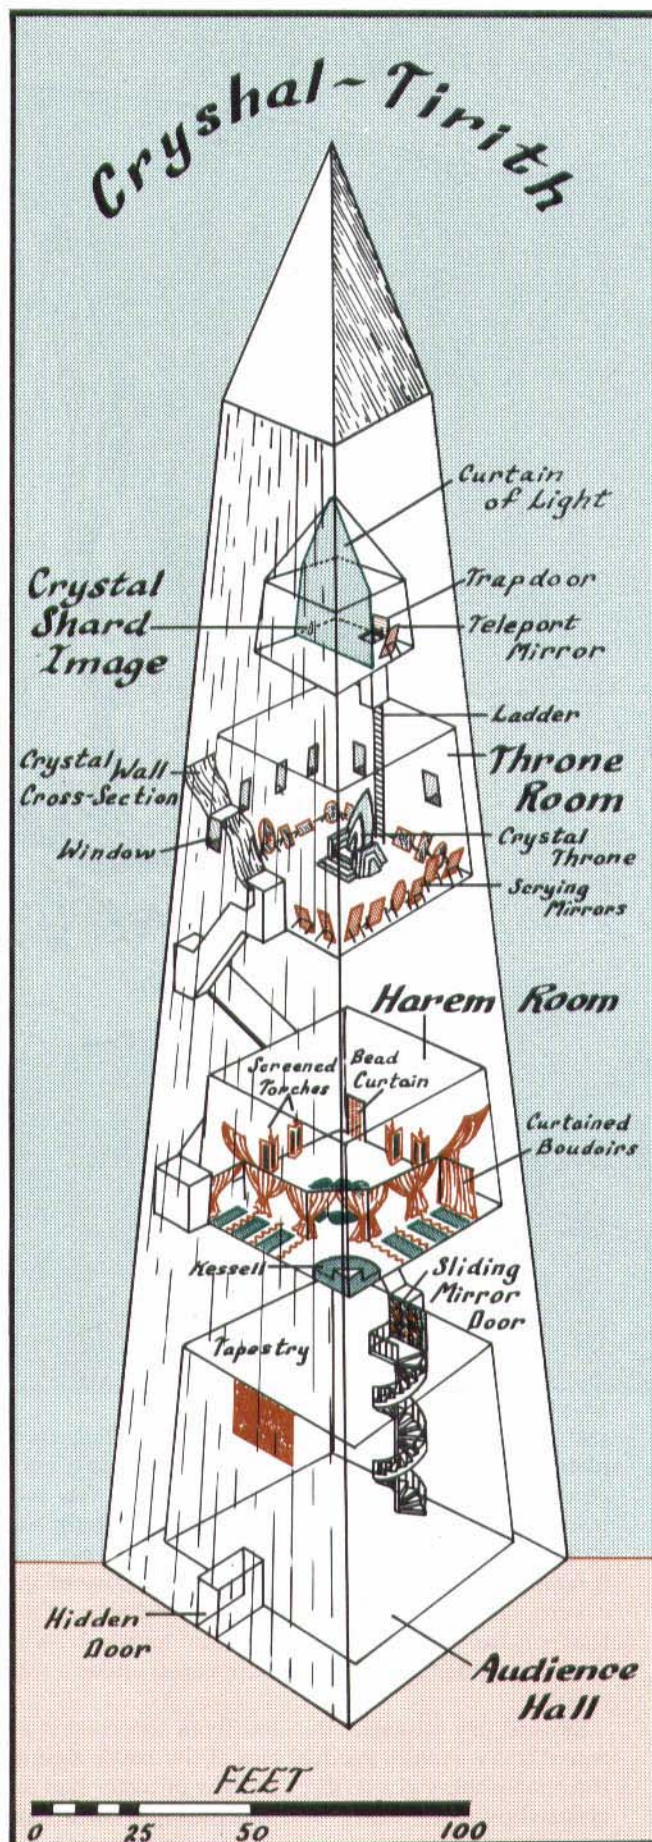 Cryshal-Tirith
Curtain
of Light
Crystal
Shard
Image
Trapdoor
Teleport
Mirror
Ladder
Crystal Wall
Cross-Section
Throne
Room
Window
Crystal
Throne
Scrying
Mirrors
Harem Room
Screened
Torches
Bead
Curtain
Curtained
Boudoirs
Kessell
Sliding
Mirror
Door
Tapestry
Hidden
Door
Audience
Hall
FEET
0 25 50 100